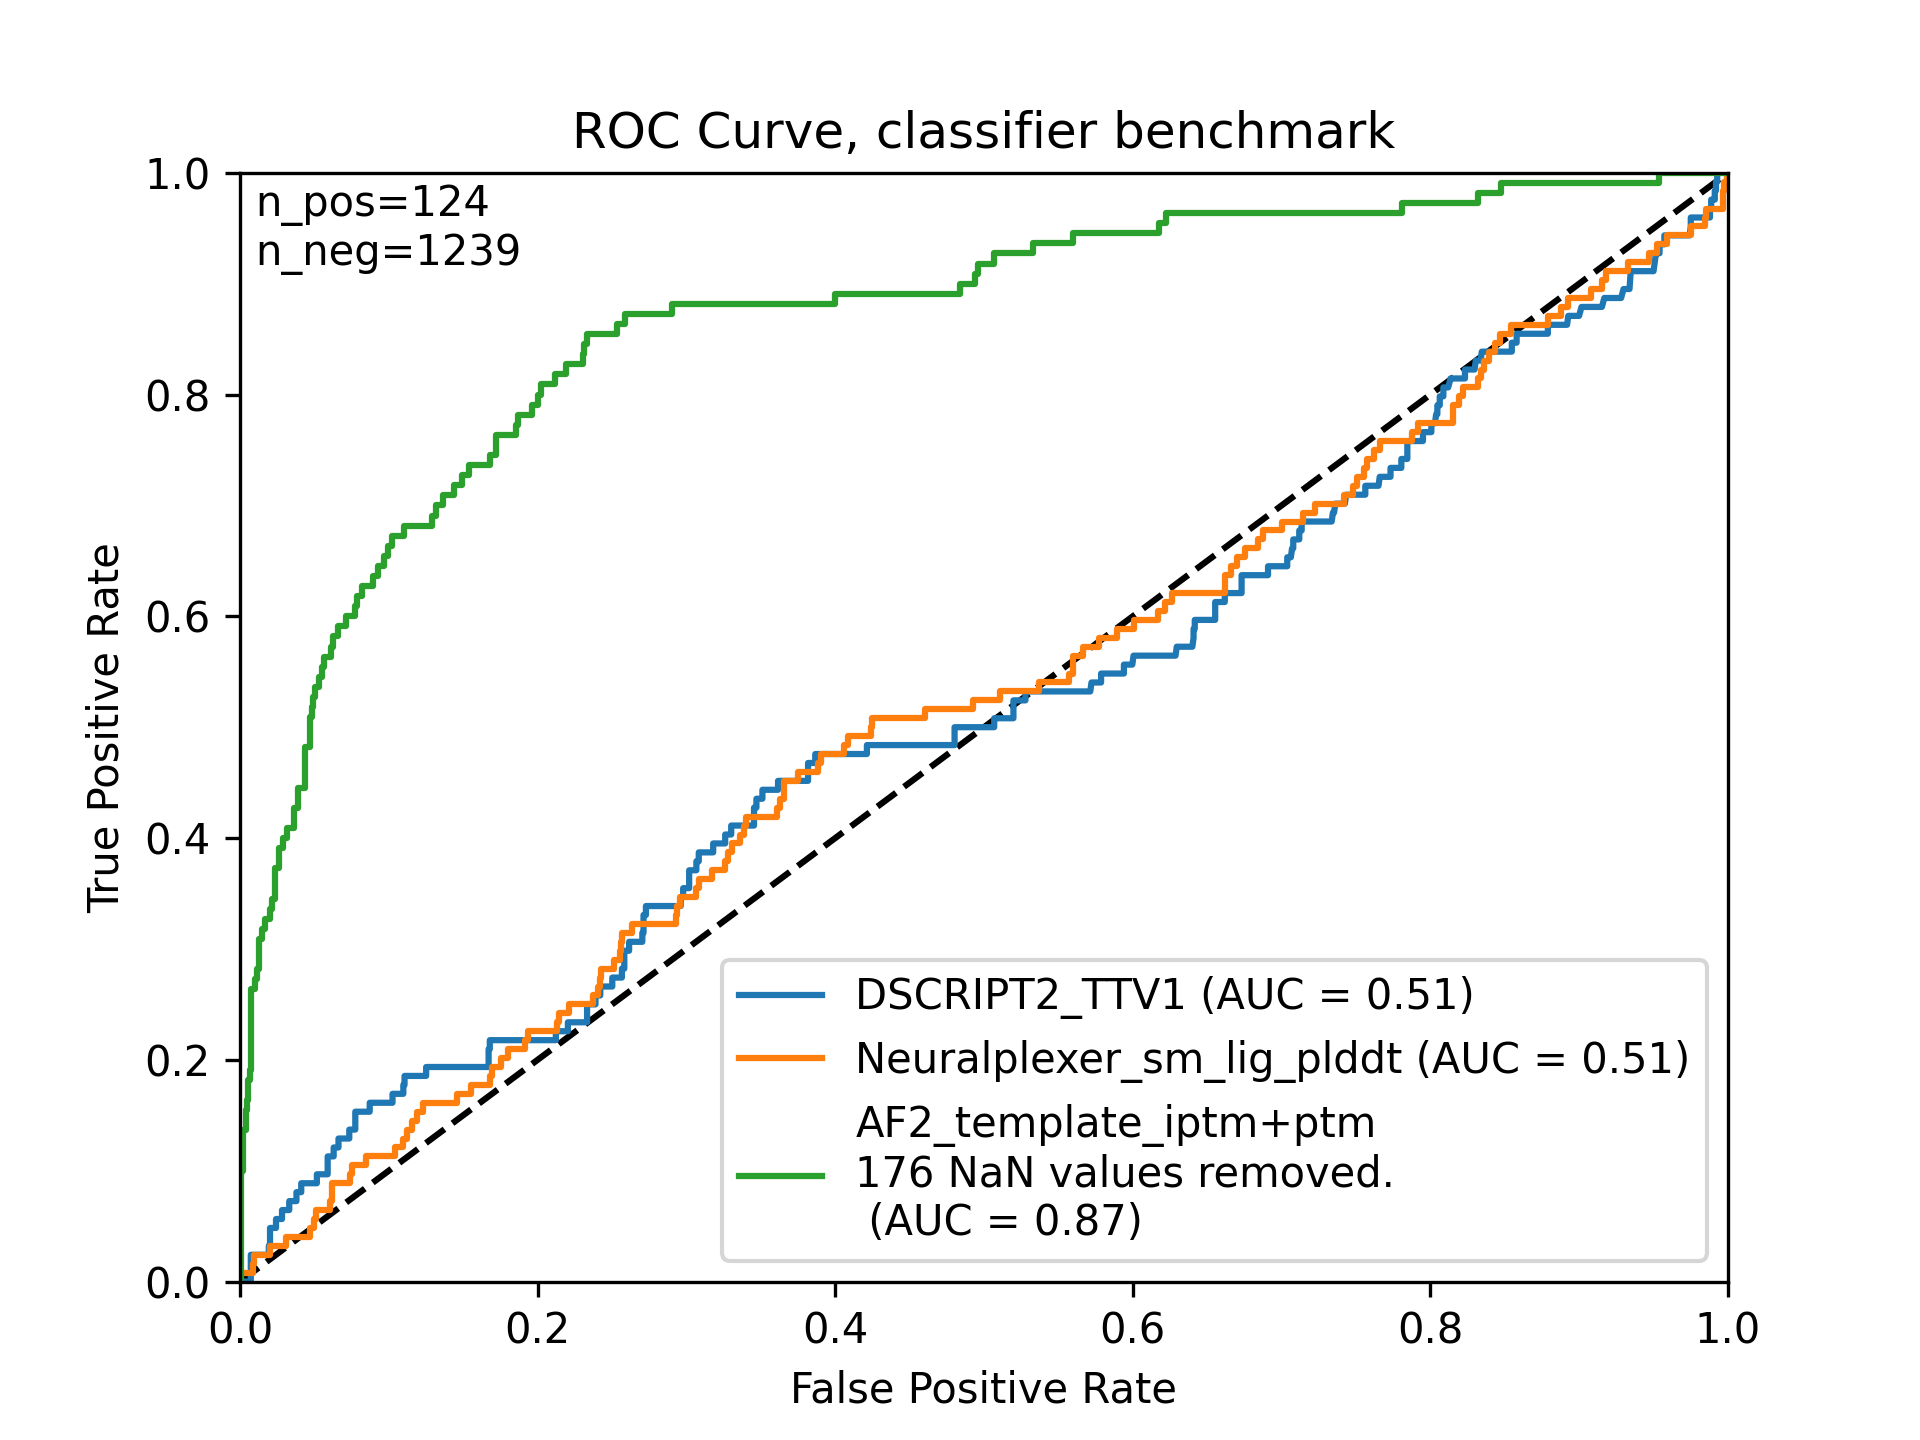 ROC Curve, classifier benchmark
n_pos=124
n_neg=1239
1.0
0.8
0.6
0.4
0.2
0.0
True Positive Rate
DSCRIPT2_TTV1 (AUC = 0.51)
Neuralplexer_sm_lig_plddt (AUC = 0.51)
AF2_template_iptm+ptm
176 NaN values removed.
(AUC = 0.87)
0.0 0.2 0.4 0.6 0.8 1.0
False Positive Rate